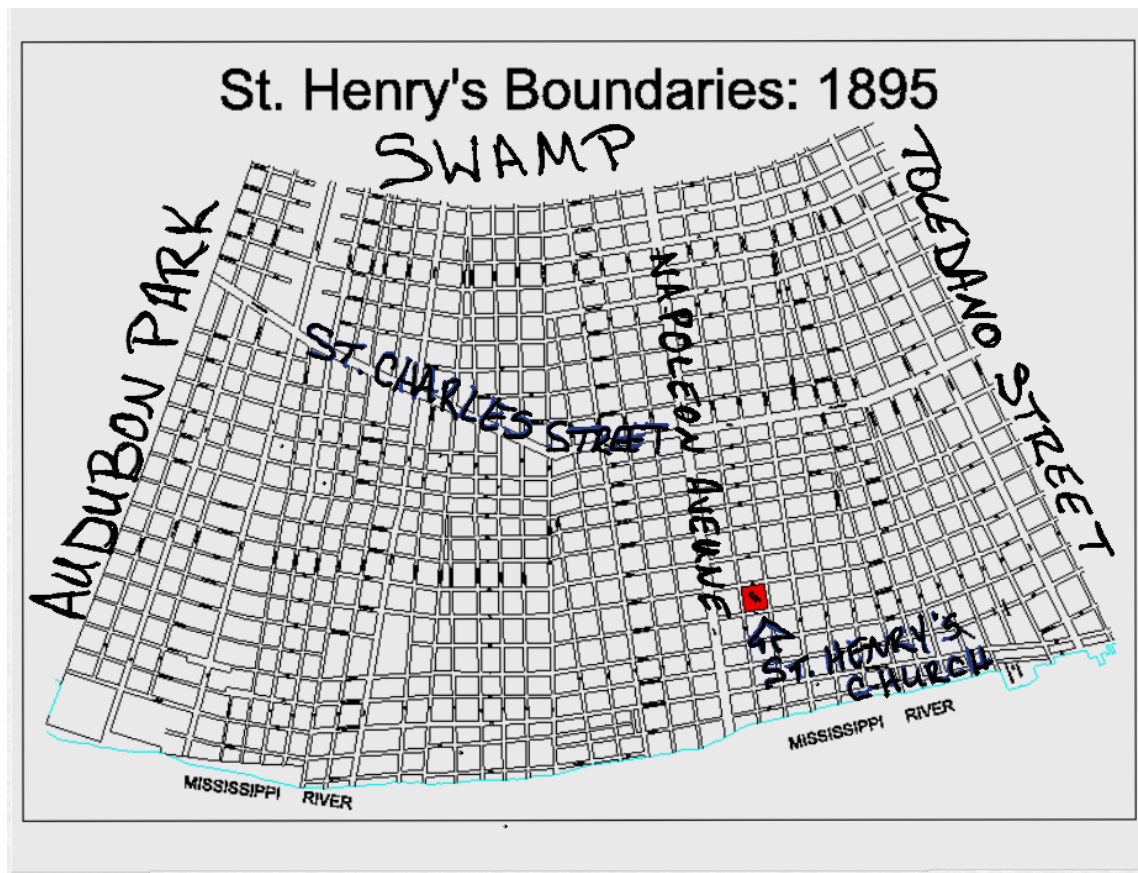 St. Henry's Boundaries: 1895
SWAMP
TOLEDANO STREET
AUDUBON PARK
NAPOLEON AVEUNE
ST. CHARLES STREET
ST. HENRY'S
CHURCH
MISSISSIPPI RIVER
MISSISSIPPI RIVER